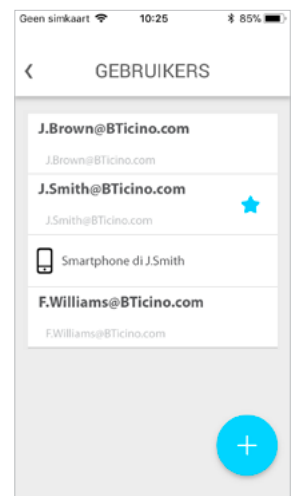 Geen simkaart 10:25 85%
GEBRUIKERS
J.Brown@BTicino.com
J.Brown@BTicino.com
J.Smith@BTicino.com
J.Smith@BTicino.com
Smartphone di J.Smith
F.Williams@BTicino.com
F.Williams@BTicino.com